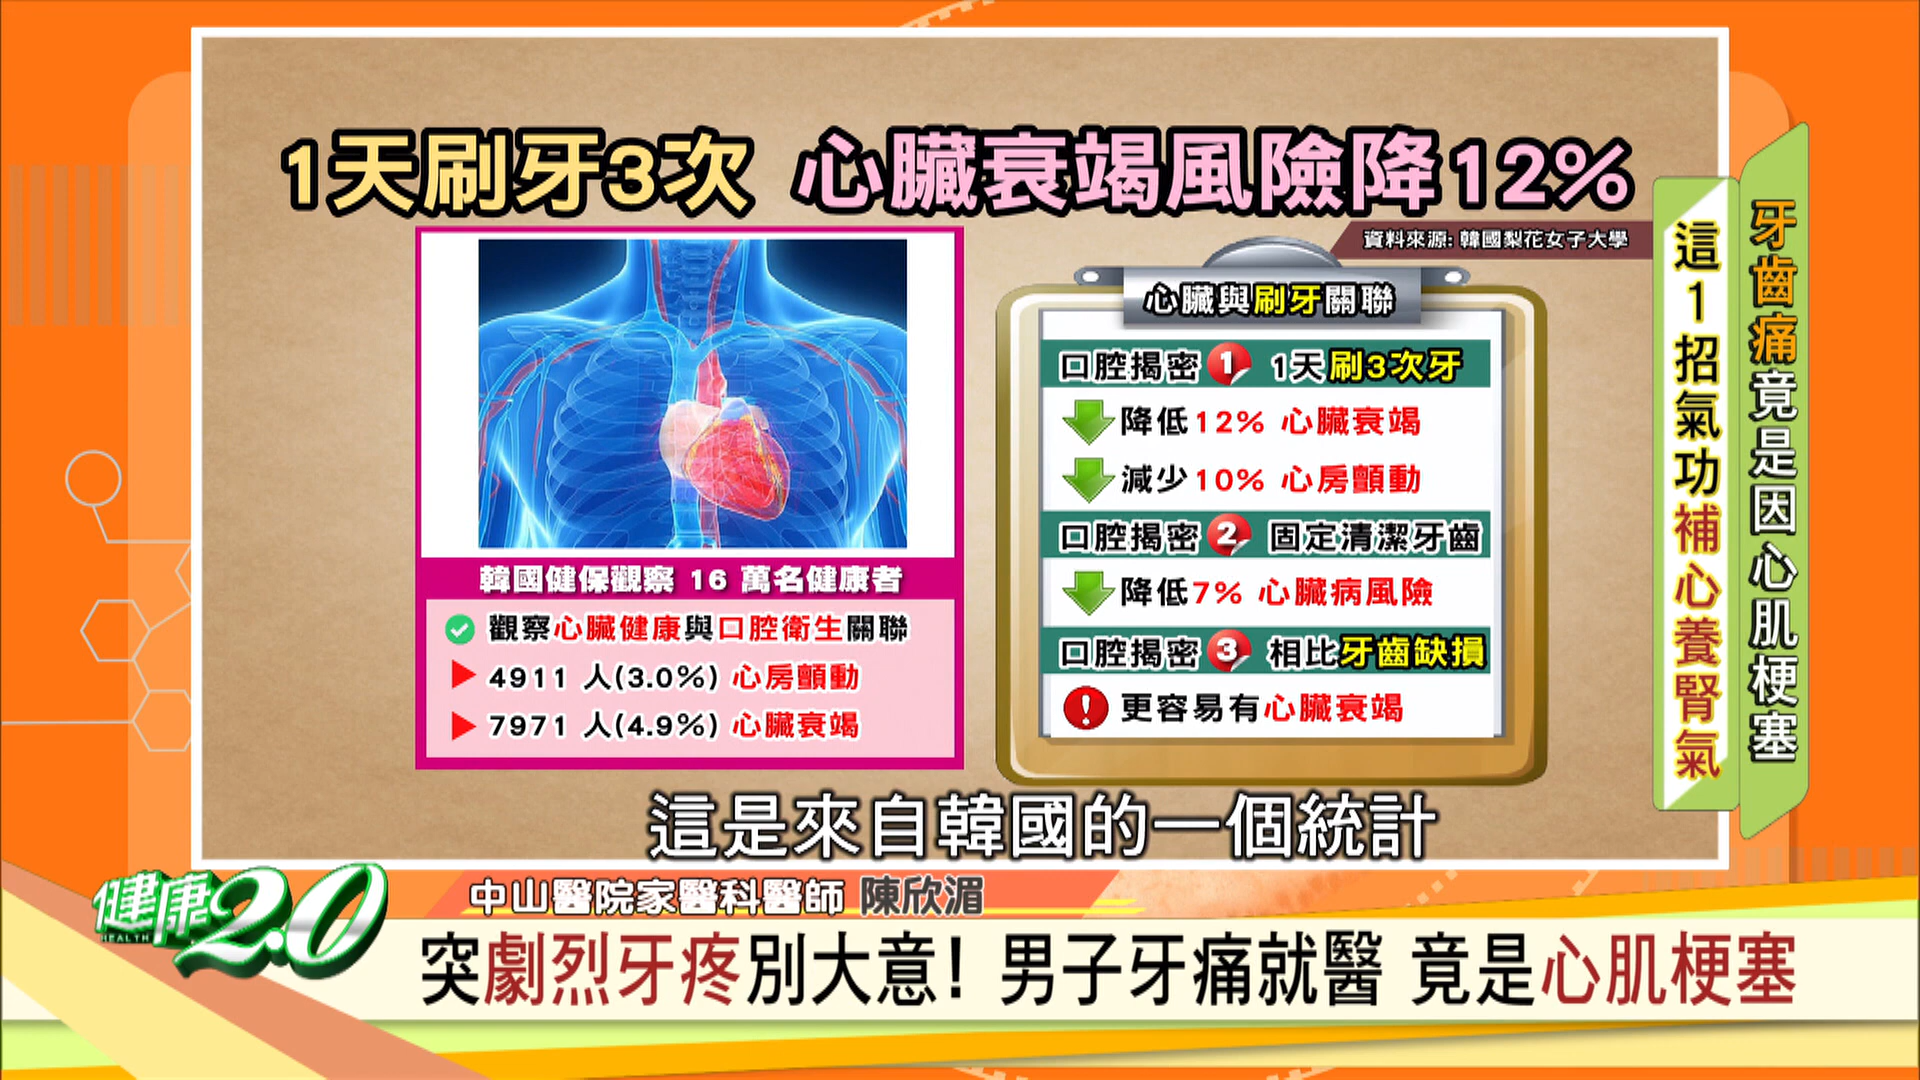 1天刷牙3次 心臟衰竭風險降12%
資料來源: 韓國梨花女子大學
韓國健保觀察 16 萬名健康者
觀察心臟健康與口腔衛生關聯
4911 人(3.0%) 心房顫動
7971 人(4.9%) 心臟衰竭
心臟與刷牙關聯
口腔揭密 1 1天刷3次牙
降低12% 心臟衰竭
減少10% 心房顫動
口腔揭密 2 固定清潔牙齒
降低7% 心臟病風險
口腔揭密 3 相比牙齒缺損
更容易有心臟衰竭
牙齒痛竟是因心肌梗塞
這1招氣功補心養腎氣
這是來自韓國的一個統計
健康2.0
HEALTH
中山醫院家醫科醫師 陳欣湄
突劇烈牙疼別大意! 男子牙痛就醫 竟是心肌梗塞